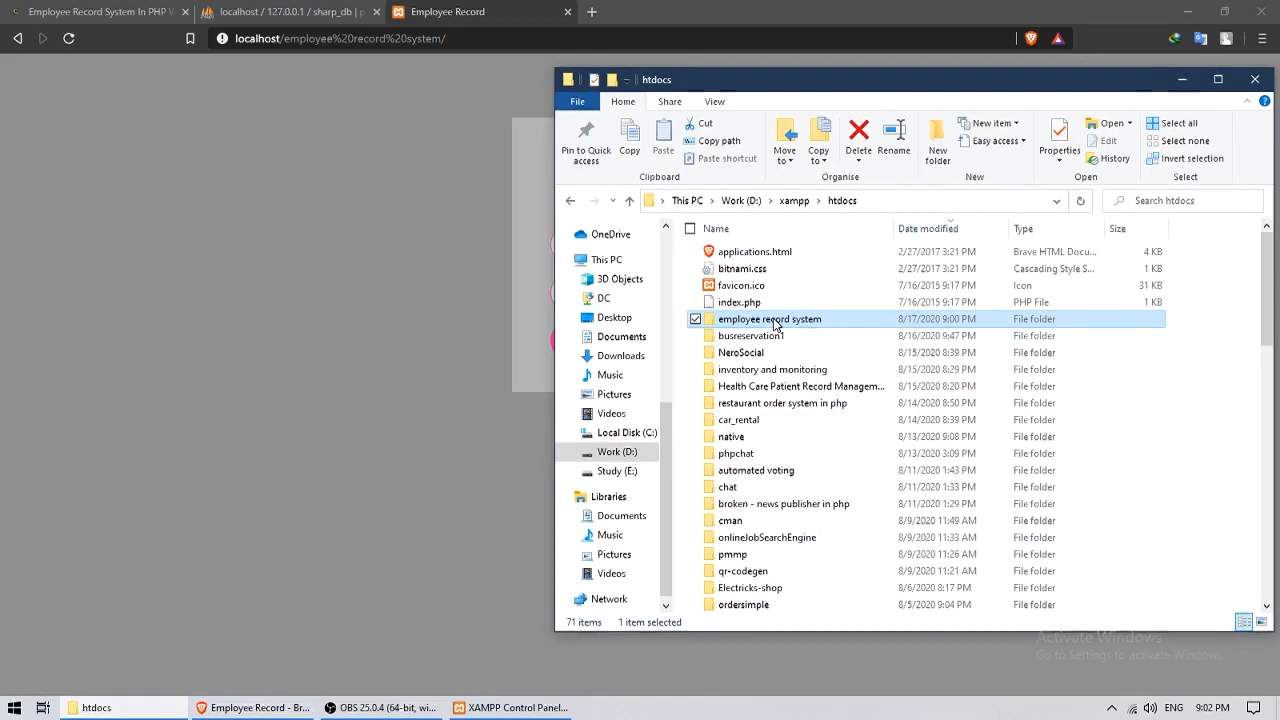 Employee Record System In PHP W
localhost / 127.0.0.1 / sharp_db | p
Employee Record
localhost/employee%20record%20system/
htdocs
File
Home
Share
View
Pin to Quick access
Copy
Paste
Cut
Copy path
Paste shortcut
Clipboard
Move to
Copy to
Delete
Rename
Organise
New folder
New item
Easy access
New
Properties
Open
Edit
History
Open
Select all
Select none
Invert selection
Select
This PC
Work (D:)
xampp
htdocs
Search htdocs
OneDrive
This PC
3D Objects
DC
Desktop
Documents
Downloads
Music
Pictures
Videos
Local Disk (C:)
Work (D:)
Study (E:)
Libraries
Documents
Music
Pictures
Videos
Network
Name Date modified Type Size
applications.html 2/27/2017 3:21 PM Brave HTML Docu... 4 KB
bitnami.css 2/27/2017 3:21 PM Cascading Style S... 1 KB
favicon.ico 7/16/2015 9:17 PM Icon 31 KB
index.php 7/16/2015 9:17 PM PHP File 1 KB
employee record system 8/17/2020 9:00 PM File folder
busreservation1 8/16/2020 9:47 PM File folder
NeroSocial 8/15/2020 8:39 PM File folder
inventory and monitoring 8/15/2020 8:29 PM File folder
Health Care Patient Record Managem... 8/15/2020 8:20 PM File folder
restaurant order system in php 8/14/2020 8:50 PM File folder
car_rental 8/14/2020 8:39 PM File folder
native 8/13/2020 9:08 PM File folder
phpchat 8/13/2020 3:09 PM File folder
automated voting 8/11/2020 1:43 PM File folder
chat 8/11/2020 1:33 PM File folder
broken - news publisher in php 8/11/2020 1:29 PM File folder
cman 8/9/2020 11:49 AM File folder
onlineJobSearchEngine 8/9/2020 11:33 AM File folder
pmmp 8/9/2020 11:26 AM File folder
qr-codegen 8/9/2020 11:21 AM File folder
Electricks-shop 8/6/2020 8:17 PM File folder
ordersimple 8/5/2020 9:04 PM File folder
71 items 1 item selected
Activate Windows
Go to Settings to activate Windows.
htdocs
Employee Record - Br...
OBS 25.0.4 (64-bit, wi...
XAMPP Control Panel...
ENG
9:02 PM